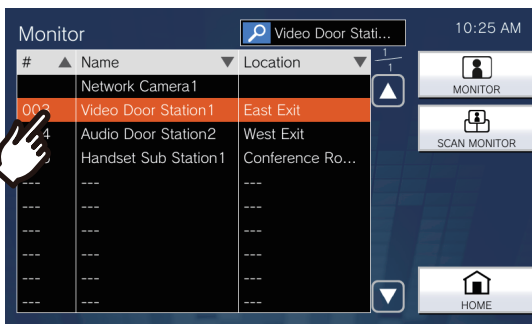 Monitor
Video Door Stati...
10:25 AM
# Name Location
1
1
Network Camera1
003 Video Door Station1 East Exit
4 Audio Door Station2 West Exit
Handset Sub Station1 Conference Ro...
--- --- ---
--- --- ---
--- --- ---
--- --- ---
--- --- ---
--- --- ---
MONITOR
SCAN MONITOR
HOME